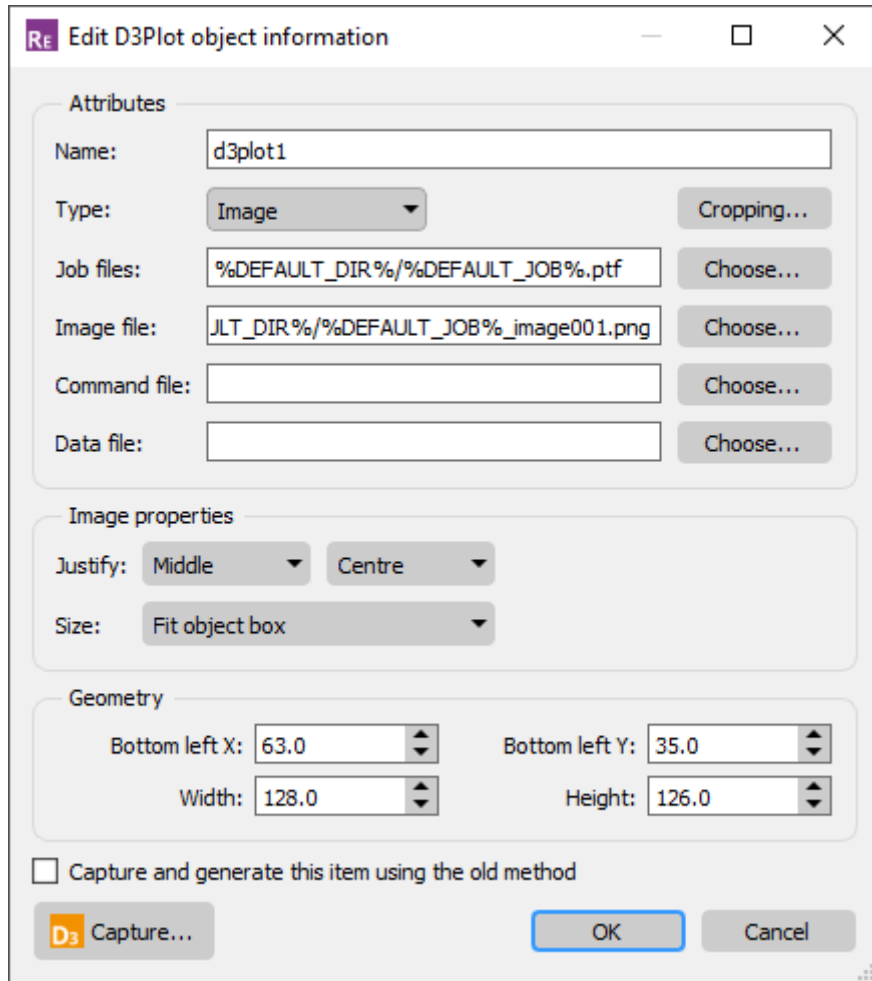 RE Edit D3Plot object information
Attributes
Name: d3plot1
Type: Image Cropping...
Job files: %DEFAULT_DIR%/%DEFAULT_JOB%.ptf Choose...
Image file: JLT_DIR%/%DEFAULT_JOB%_image001.png Choose...
Command file: Choose...
Data file: Choose...
Image properties
Justify: Middle Centre
Size: Fit object box
Geometry
Bottom left X: 63.0 Bottom left Y: 35.0
Width: 128.0 Height: 126.0
Capture and generate this item using the old method
D3 Capture... OK Cancel